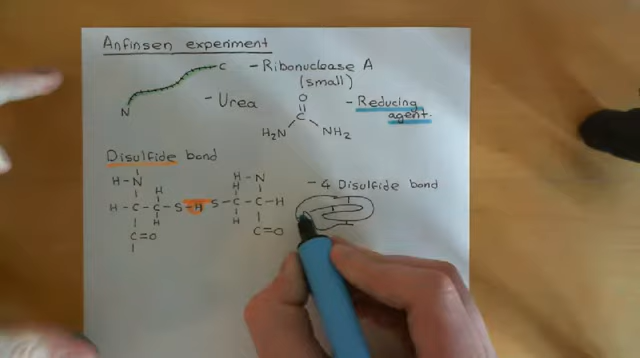 Anfinsen experiment
C - Ribonuclease A
(small)
N
- Urea
O
C
H₂N NH₂
- Reducing
agent.
Disulfide bond
H-N
H
H-C-C-S-H
H
C=O
H-N
H
S-C-C-H
H
C=O
- 4 Disulfide bond